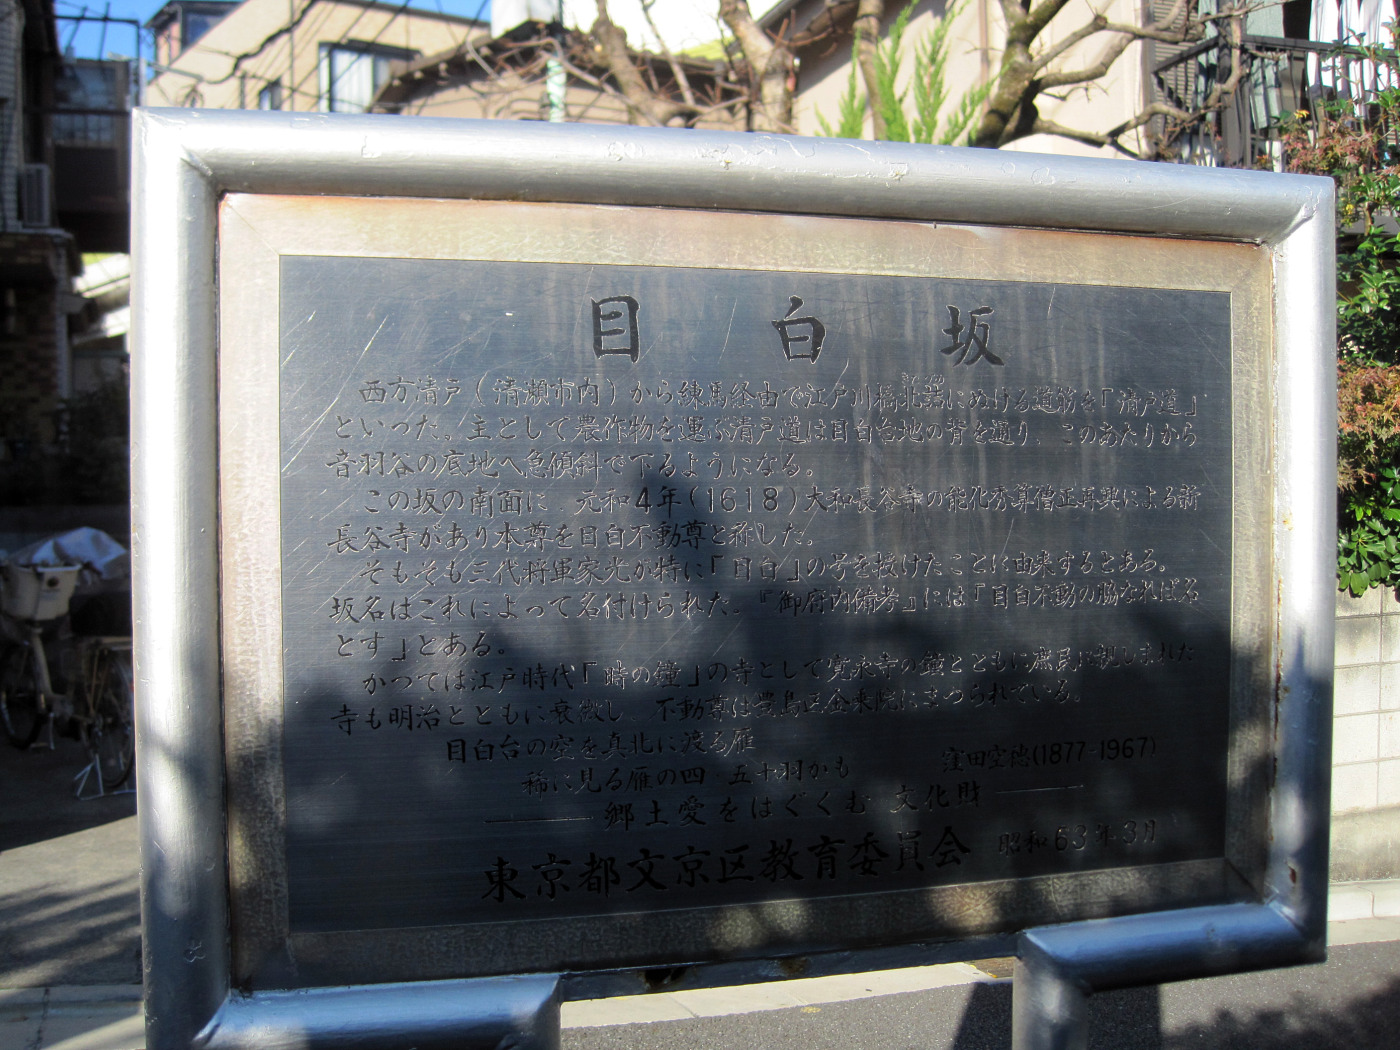 目白坂
西方清戸(清瀬市内)から練馬経由で江戸川橋北詰にぬける道筋を「清戸道」
といった。主として農作物を運ぶ清戸道は目白台地の背を通り、このあたりから
音羽谷の底地へ急傾斜で下るようになる。
この坂の南面に、元和4年(1618)大和長谷寺の能化秀算僧正再興による新
長谷寺があり本尊を目白不動尊と称した。
そもそも三代将軍家光が特に「目白」の号を授けたことに由来するとある。
坂名はこれによって名付けられた。『御府内備考』には「目白不動の脇なれば名
とす」とある。
かつては江戸時代「時の鐘」の寺として寛永寺の鐘とともに庶民に親しまれた
寺も明治とともに衰微し、不動尊は豊島区金乗院にまつられている。
目白台の空を真北に渡る雁
稀に見る雁の四・五十羽かも 窪田空穂(1877-1967)
郷土愛をはぐくむ 文化財
東京都文京区教育委員会 昭和63年3月